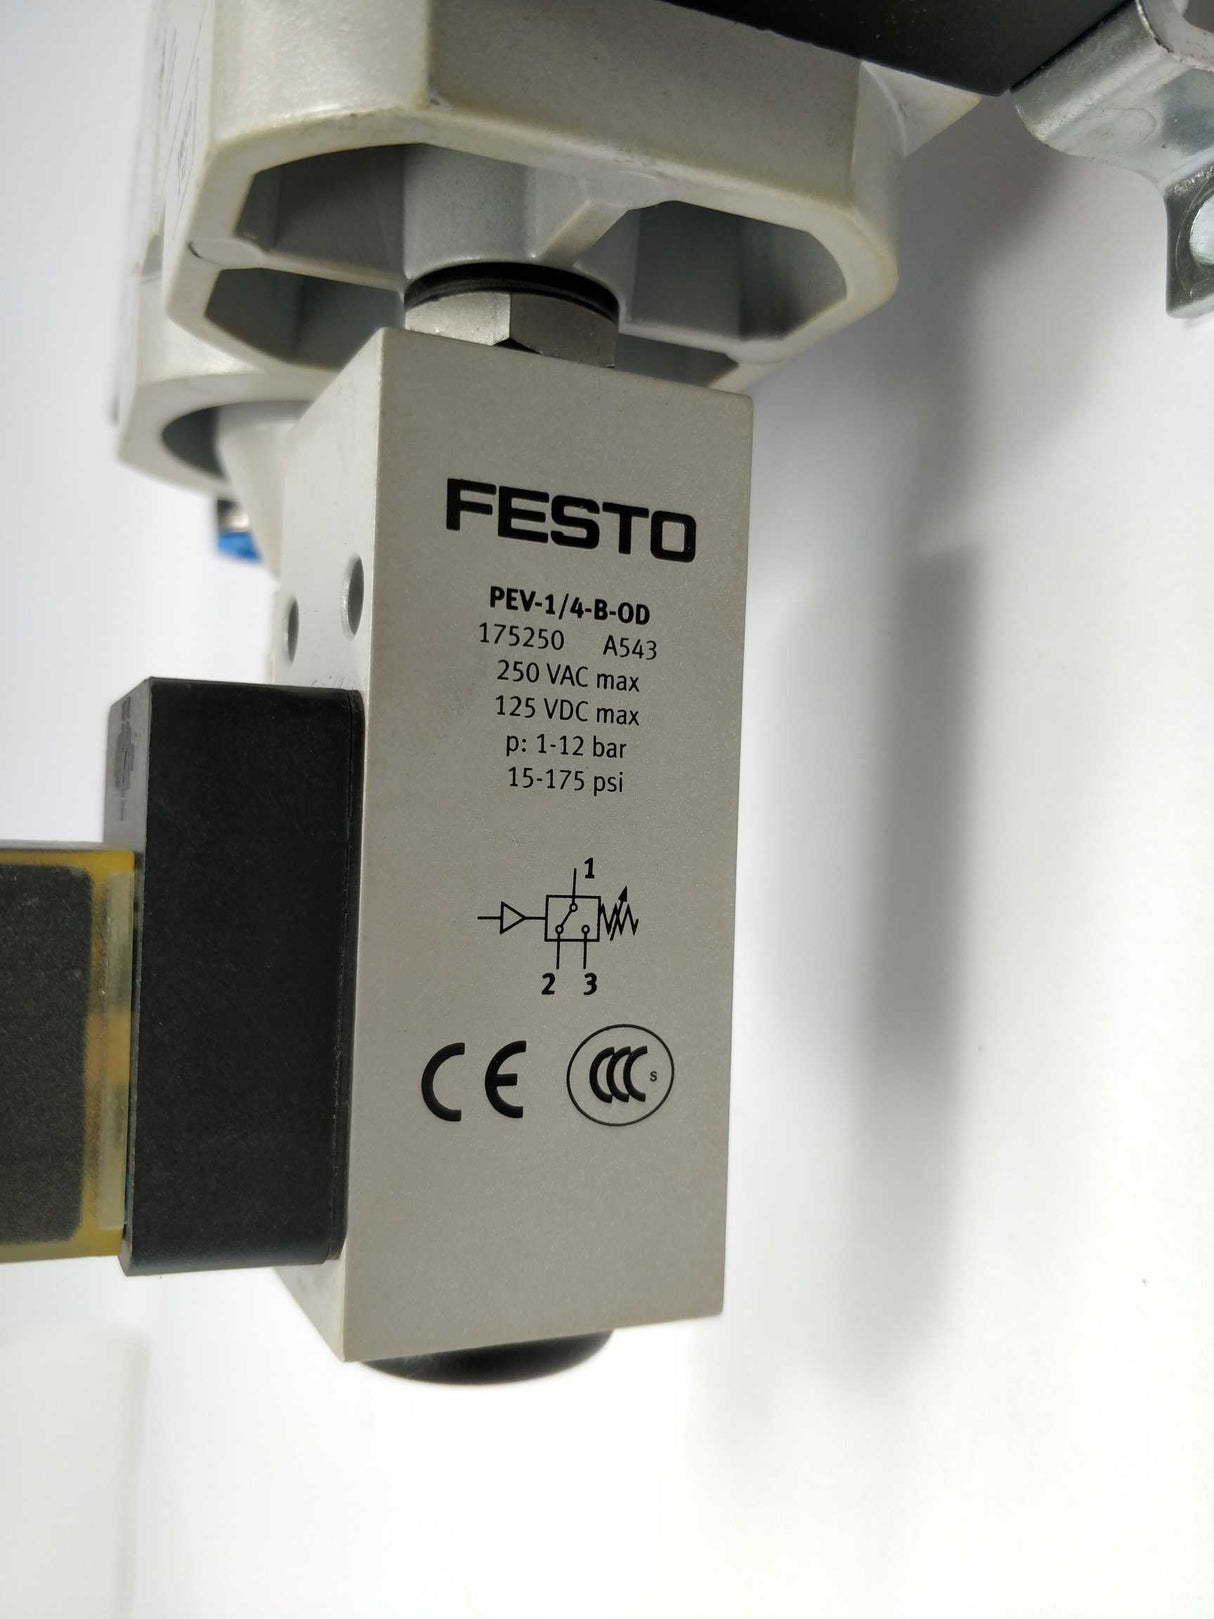 FESTO
PEV-1/4-B-OD
175250 A543
250 VAC max
125 VDC max
p: 1-12 bar
15-175 psi
1
2 3
CE CCC S